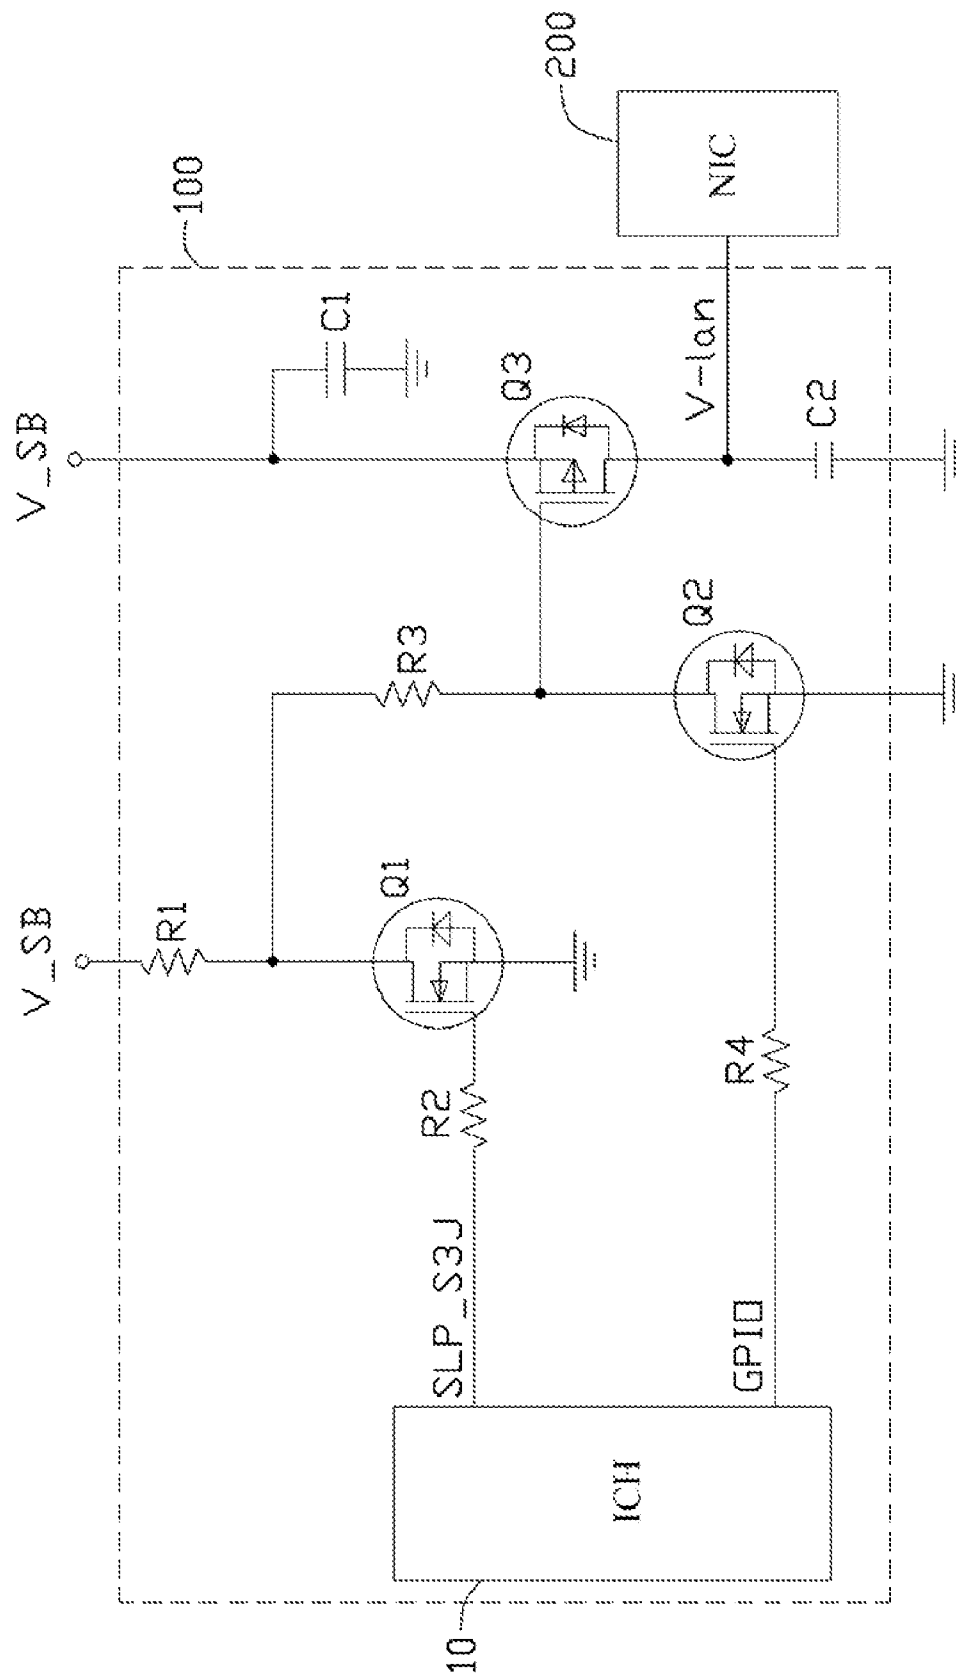 V_SB
V_SB
100
200
R1
C1
R3
Q3
Q1
NIC
V-lan
R2
Q2
C2
SLP_S3J
R4
GPIO
ICH
10